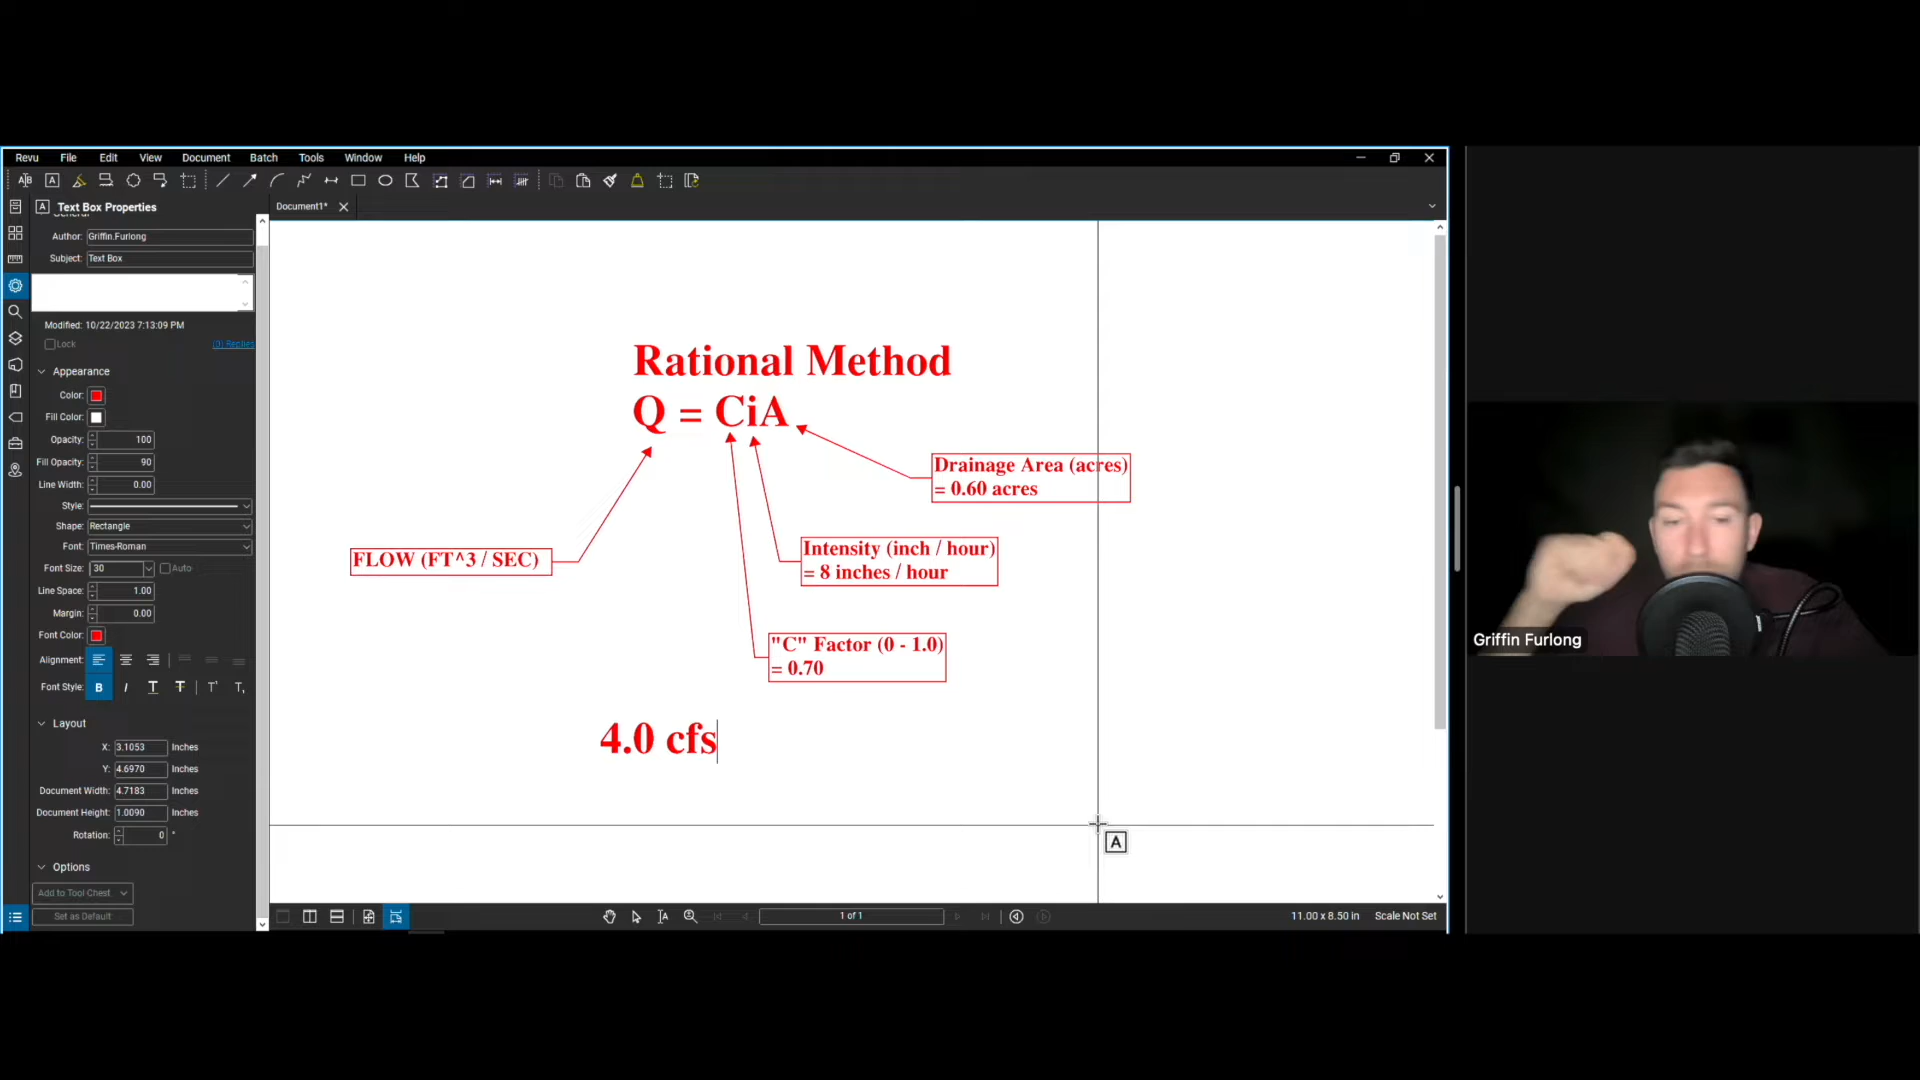 Revu File Edit View Document Batch Tools Window Help
Text Box Properties
Document1*
General
Author: Griffin.Furlong
Subject: Text Box
Modified: 10/22/2023 7:13:09 PM
Lock (0) Replies
Appearance
Color:
Fill Color:
Opacity: 100
Fill Opacity: 90
Line Width: 0.00
Style:
Shape: Rectangle
Font: Times-Roman
Font Size: 30 Auto
Line Space: 1.00
Margin: 0.00
Font Color:
Alignment:
Font Style: B I T T T T
Layout
X: 3.1053 Inches
Y: 4.6970 Inches
Document Width: 4.7183 Inches
Document Height: 1.0090 Inches
Rotation: 0 °
Options
Add to Tool Chest
Set as Default
Rational Method
Q = CiA
Drainage Area (acres)
= 0.60 acres
FLOW (FT^3 / SEC)
Intensity (inch / hour)
= 8 inches / hour
"C" Factor (0 - 1.0)
= 0.70
4.0 cfs
A
1 of 1
11.00 x 8.50 in Scale Not Set
Griffin Furlong